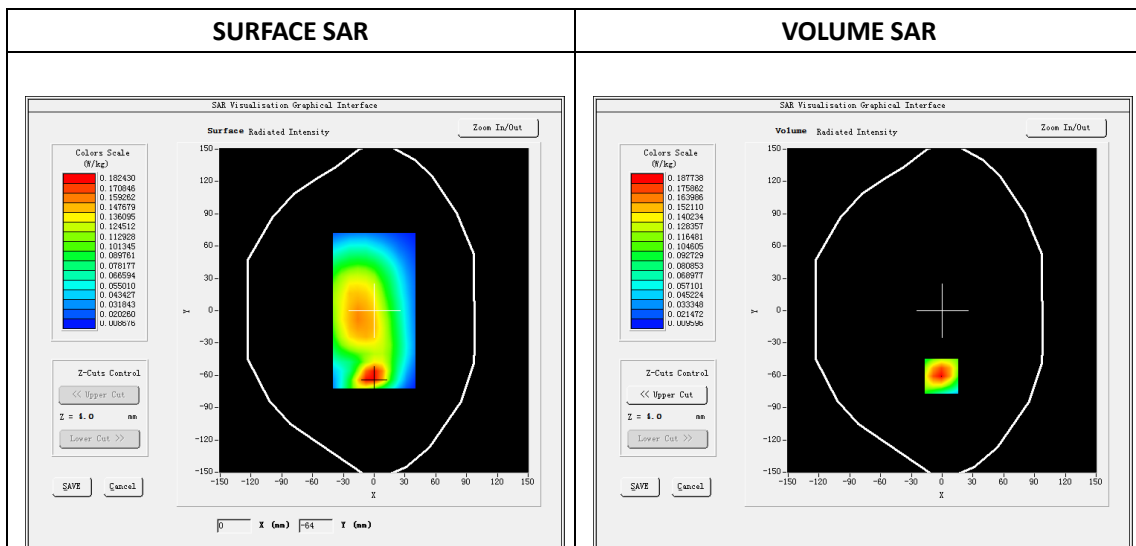 SURFACE SAR
VOLUME SAR
SAR Visualisation Graphical Interface
Surface Radiated Intensity
Zoom In/Out
Colors Scale
(W/kg)
0.182430
0.170846
0.159262
0.147679
0.136095
0.124512
0.112928
0.101345
0.089761
0.078177
0.066594
0.055010
0.043427
0.031843
0.020260
0.008676
150
120
90
60
30
0
-30
-60
-90
-120
-150
Y
-150 -120 -90 -60 -30 0 30 60 90 120 150
X
Z-Cuts Control
<< Upper Cut
Z = 4.0 mm
Lower Cut >>
SAVE
Cancel
0 X (mm) -64 Y (mm)
SAR Visualisation Graphical Interface
Volume Radiated Intensity
Zoom In/Out
Colors Scale
(W/kg)
0.187738
0.175862
0.163986
0.152110
0.140234
0.128357
0.116481
0.104605
0.092729
0.080853
0.068977
0.057101
0.045224
0.033348
0.021472
0.009596
150
120
90
60
30
0
-30
-60
-90
-120
-150
Y
-150 -120 -90 -60 -30 0 30 60 90 120 150
X
Z-Cuts Control
<< Upper Cut
Z = 4.0 mm
Lower Cut >>
SAVE
Cancel